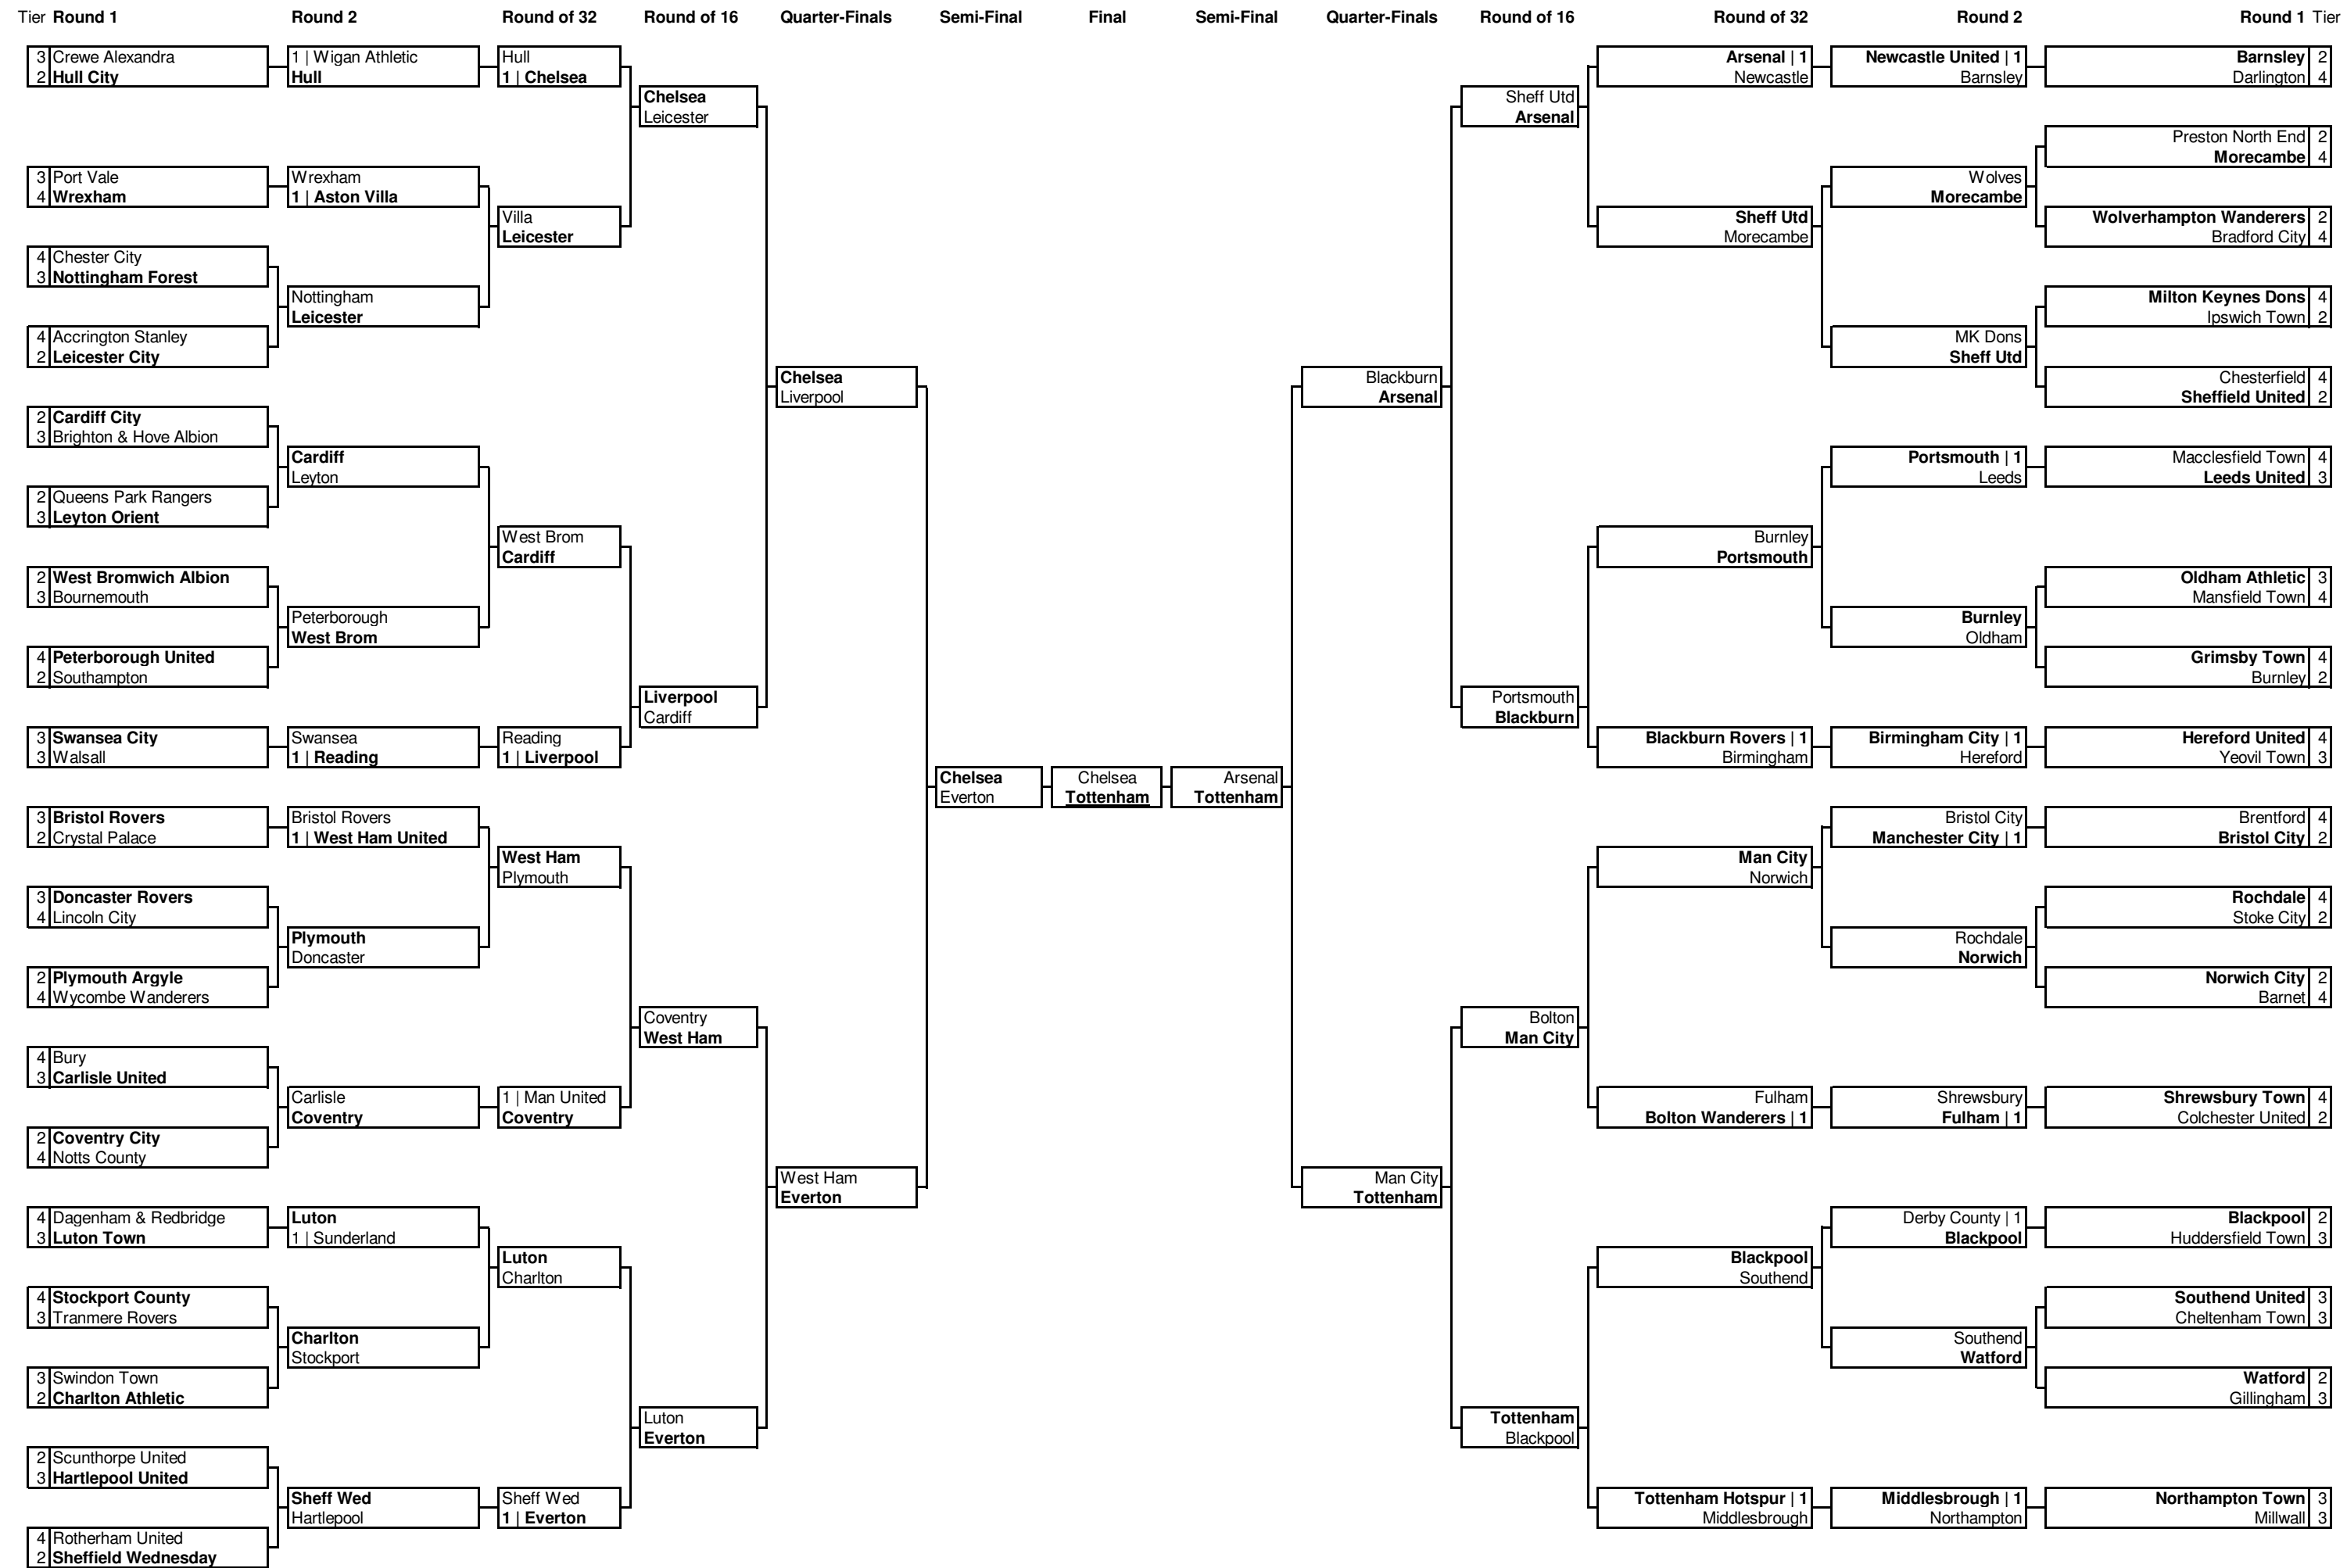 Tier Round 1 Round 2 Round of 32 Round of 16 Quarter-Finals Semi-Final Final Semi-Final Quarter-Finals Round of 16 Round of 32 Round 2 Round 1 Tier
3 Crewe Alexandra 1 | Wigan Athletic Hull Arsenal | 1 Newcastle United | 1 Barnsley 2
2 Hull City Hull 1 | Chelsea Newcastle Barnsley Darlington 4
Chelsea Sheff Utd
Leicester Arsenal
Preston North End 2
Morecambe 4
3 Port Vale Wrexham Wolves
4 Wrexham 1 | Aston Villa Morecambe
Villa Sheff Utd Wolverhampton Wanderers 2
Leicester Morecambe Bradford City 4
4 Chester City
3 Nottingham Forest
Nottingham Milton Keynes Dons 4
Leicester Ipswich Town 2
4 Accrington Stanley MK Dons
2 Leicester City Sheff Utd
Chelsea Blackburn Chesterfield 4
Liverpool Arsenal Sheffield United 2
2 Cardiff City
3 Brighton & Hove Albion
Cardiff Portsmouth | 1 Macclesfield Town 4
Leyton Leeds Leeds United 3
2 Queens Park Rangers
3 Leyton Orient
West Brom Burnley
Cardiff Portsmouth
2 West Bromwich Albion Oldham Athletic 3
3 Bournemouth Mansfield Town 4
Peterborough Burnley
West Brom Oldham
4 Peterborough United Grimsby Town 4
2 Southampton Burnley 2
Liverpool Portsmouth
Cardiff Blackburn
3 Swansea City Swansea Reading Blackburn Rovers | 1 Birmingham City | 1 Hereford United 4
3 Walsall 1 | Reading 1 | Liverpool Birmingham Hereford Yeovil Town 3
Chelsea Chelsea Arsenal
Everton Tottenham Tottenham
3 Bristol Rovers Bristol Rovers Bristol City Brentford 4
2 Crystal Palace 1 | West Ham United Manchester City | 1 Bristol City 2
West Ham Man City
Plymouth Norwich
3 Doncaster Rovers Rochdale 4
4 Lincoln City Stoke City 2
Plymouth Rochdale
Doncaster Norwich
2 Plymouth Argyle Norwich City 2
4 Wycombe Wanderers Barnet 4
Coventry Bolton
West Ham Man City
4 Bury
3 Carlisle United
Carlisle 1 | Man United Fulham Shrewsbury Shrewsbury Town 4
Coventry Coventry Bolton Wanderers | 1 Fulham | 1 Colchester United 2
2 Coventry City
4 Notts County
West Ham Man City
Everton Tottenham
4 Dagenham & Redbridge Luton Derby County | 1 Blackpool 2
3 Luton Town 1 | Sunderland Blackpool Huddersfield Town 3
Luton Blackpool
Charlton Southend
4 Stockport County Southend United 3
3 Tranmere Rovers Cheltenham Town 3
Charlton Southend
Stockport Watford
3 Swindon Town Watford 2
2 Charlton Athletic Gillingham 3
Luton Tottenham
Everton Blackpool
2 Scunthorpe United
3 Hartlepool United
Sheff Wed Sheff Wed Tottenham Hotspur | 1 Middlesbrough | 1 Northampton Town 3
Hartlepool 1 | Everton Middlesbrough Northampton Millwall 3
4 Rotherham United
2 Sheffield Wednesday